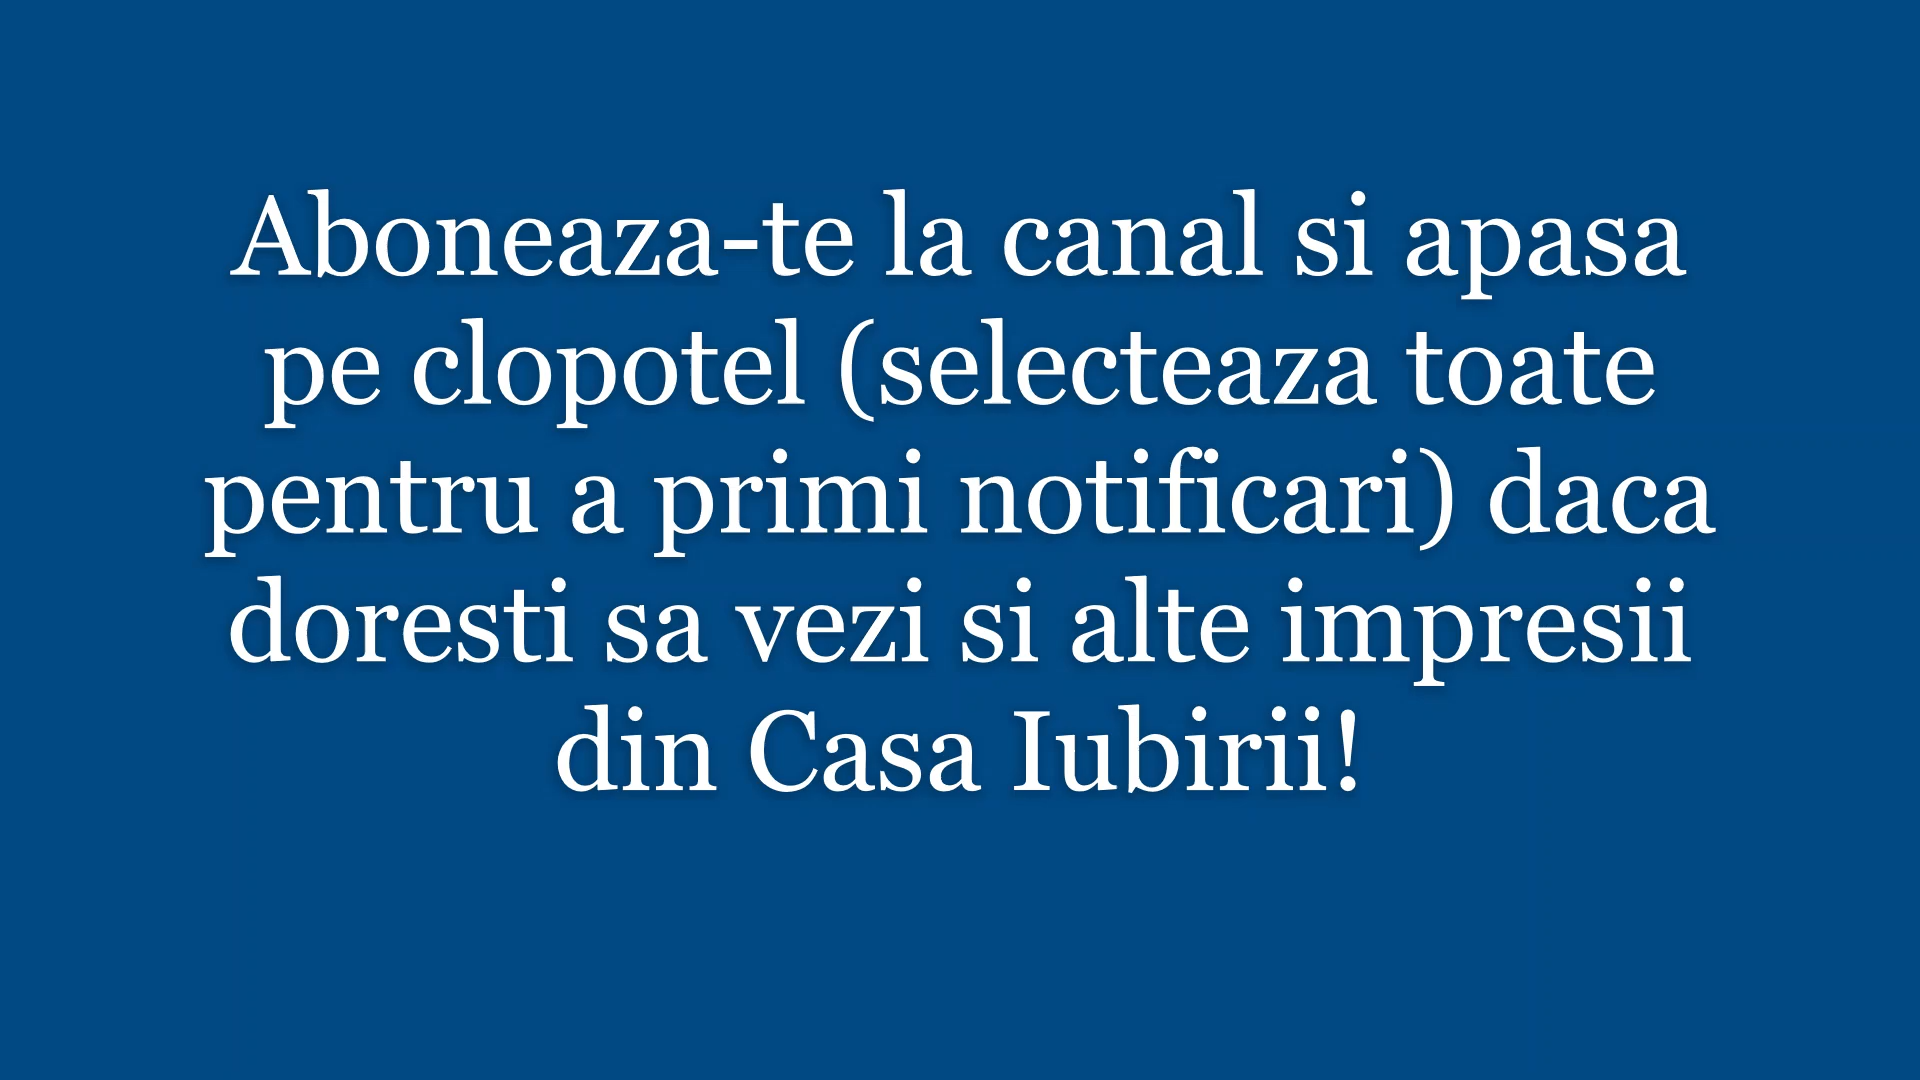 Aboneaza-te la canal si apasa
pe clopotel (selecteaza toate
pentru a primi notificari) daca
doresti sa vezi si alte impresii
din Casa Iubirii!